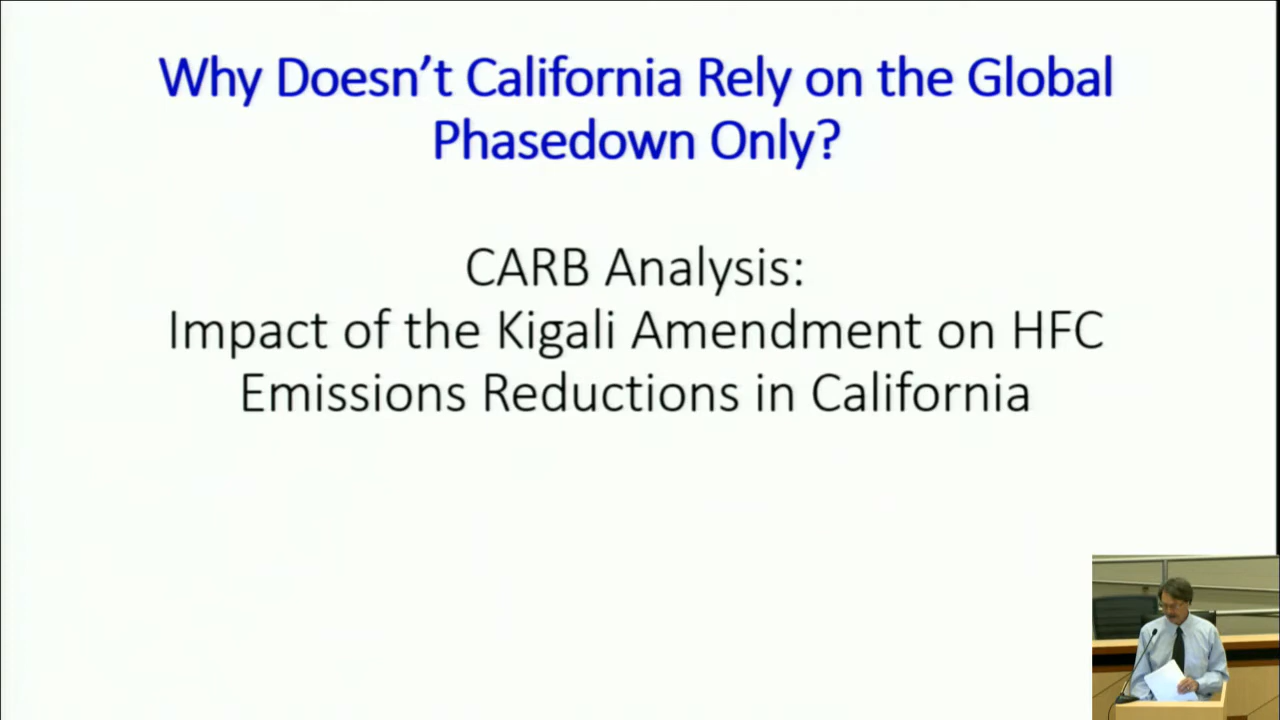 Why Doesn’t California Rely on the Global
Phasedown Only?
CARB Analysis:
Impact of the Kigali Amendment on HFC
Emissions Reductions in California